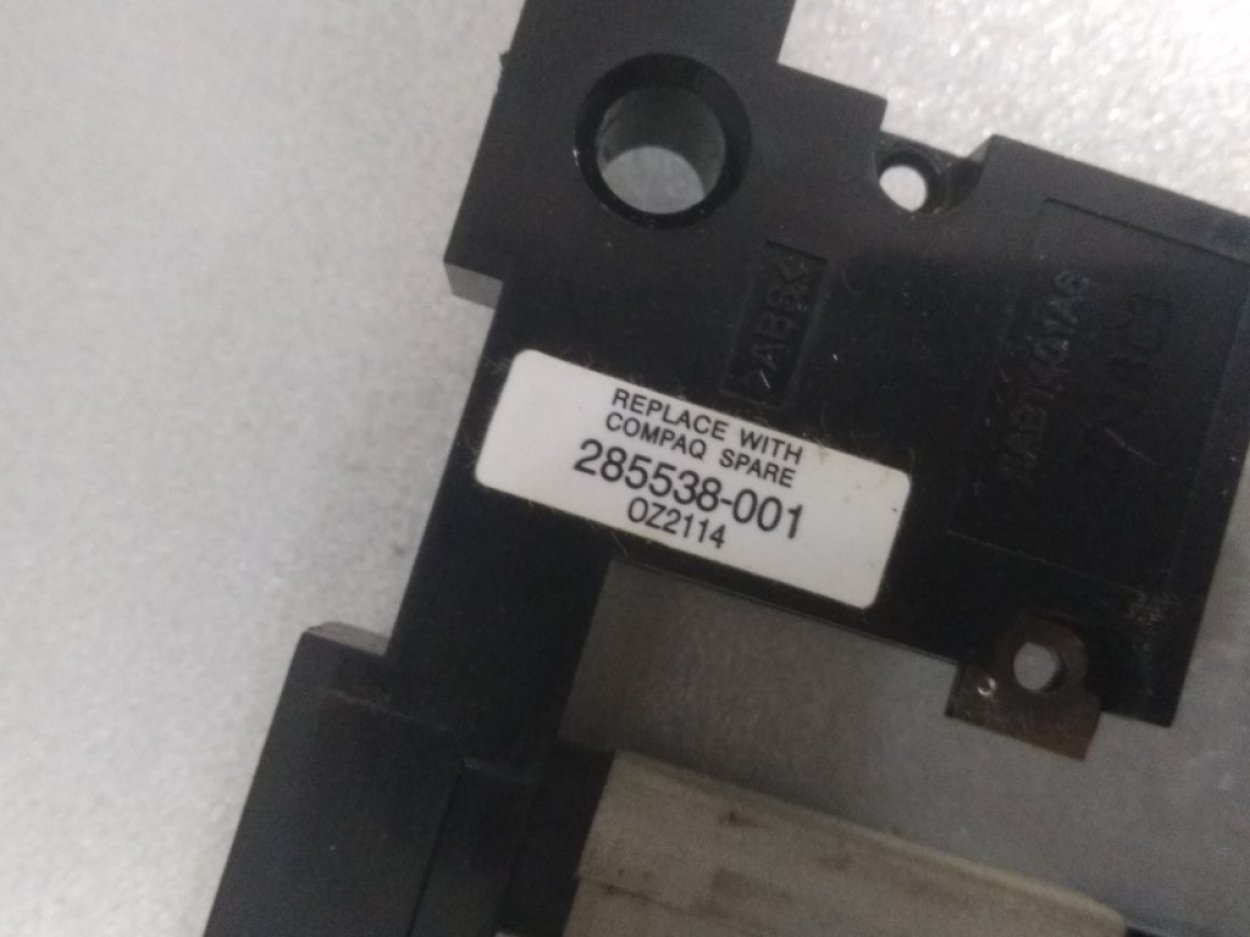 REPLACE WITH
COMPAQ SPARE
285538-001
OZ2114
>ABS<